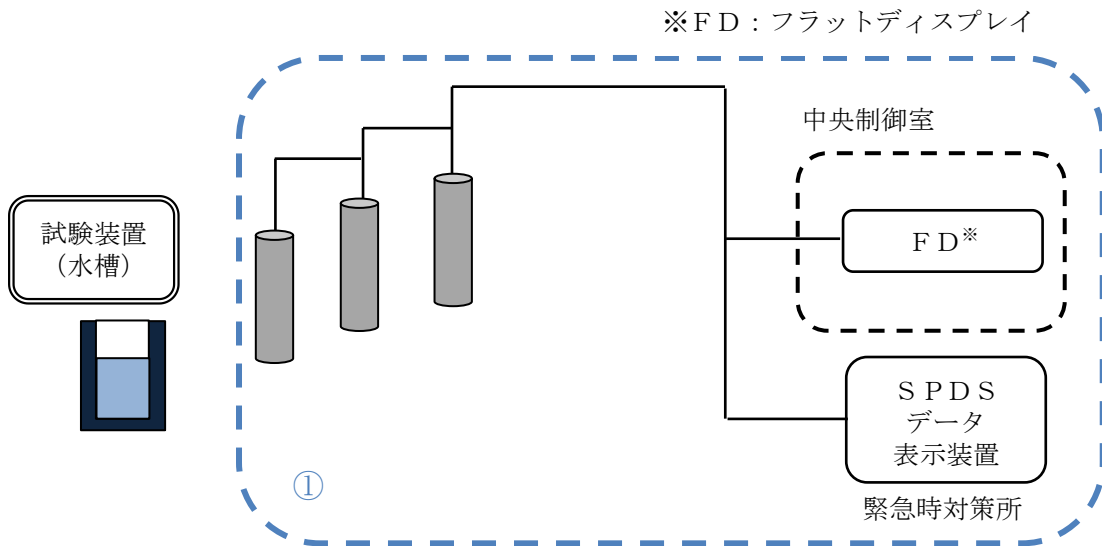 ※ＦＤ：フラットディスプレイ
中央制御室
試験装置
（水槽）
ＦＤ※
ＳＰＤＳ
データ
表示装置
①
緊急時対策所